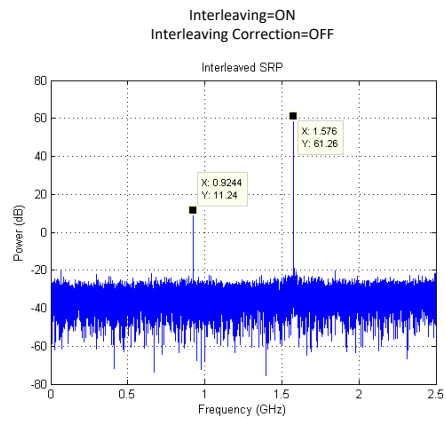 Interleaving=ON
Interleaving Correction=OFF
Interleaved SRP
80
60
40
20
0
-20
-40
-60
-80
Power (dB)
X: 1.576
Y: 61.26
X: 0.9244
Y: 11.24
0
0.5
1
1.5
2
2.5
Frequency (GHz)